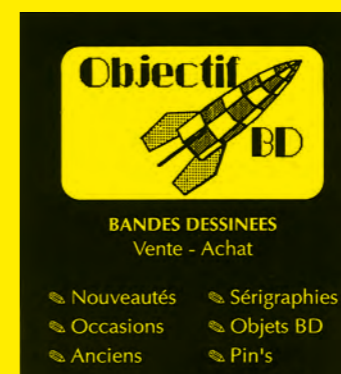 Objectif
BD
BANDES DESSINEES
Vente - Achat
✎ Nouveautés ✎ Sérigraphies
✎ Occasions ✎ Objets BD
✎ Anciens ✎ Pin's